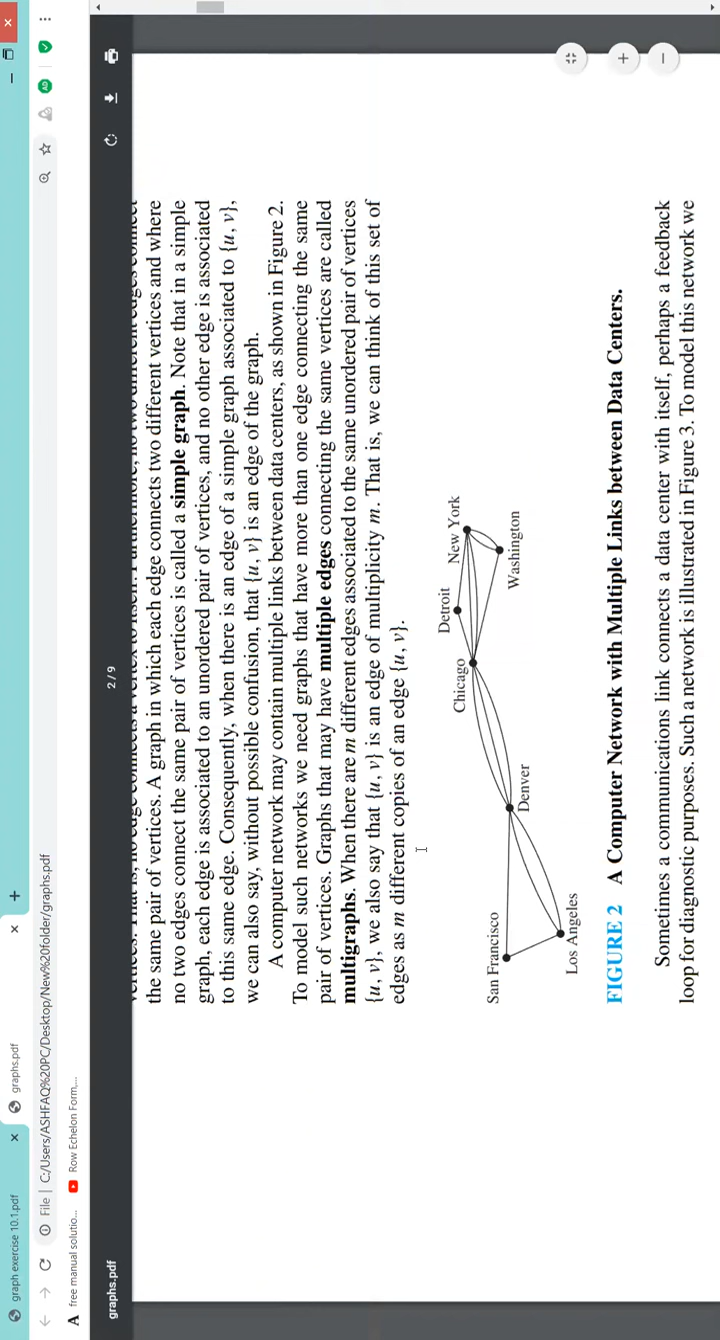 graph exercise 10.1.pdf
graphs.pdf
File | C:/Users/ASHFAQ%20PC/Desktop/New%20folder/graphs.pdf
free manual solutio...
Row Echelon Form,...
graphs.pdf
2 / 9
the same pair of vertices. A graph in which each edge connects two different vertices and where
no two edges connect the same pair of vertices is called a simple graph. Note that in a simple
graph, each edge is associated to an unordered pair of vertices, and no other edge is associated
to this same edge. Consequently, when there is an edge of a simple graph associated to {u, v},
we can also say, without possible confusion, that {u, v} is an edge of the graph.
A computer network may contain multiple links between data centers, as shown in Figure 2.
To model such networks we need graphs that have more than one edge connecting the same
pair of vertices. Graphs that may have multiple edges connecting the same vertices are called
multigraphs. When there are m different edges associated to the same unordered pair of vertices
{u, v}, we also say that {u, v} is an edge of multiplicity m. That is, we can think of this set of
edges as m different copies of an edge {u, v}.
San Francisco
Los Angeles
Denver
Chicago
Detroit
New York
Washington
FIGURE 2 A Computer Network with Multiple Links between Data Centers.
Sometimes a communications link connects a data center with itself, perhaps a feedback
loop for diagnostic purposes. Such a network is illustrated in Figure 3. To model this network we